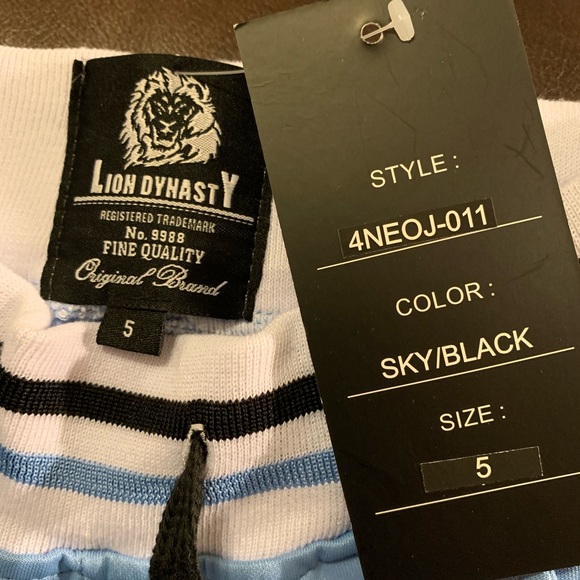 LION DYNASTY
REGISTERED TRADEMARK
No. 9988
FINE QUALITY
Original Brand
5
STYLE :
4NEOJ-011
COLOR :
SKY/BLACK
SIZE :
5